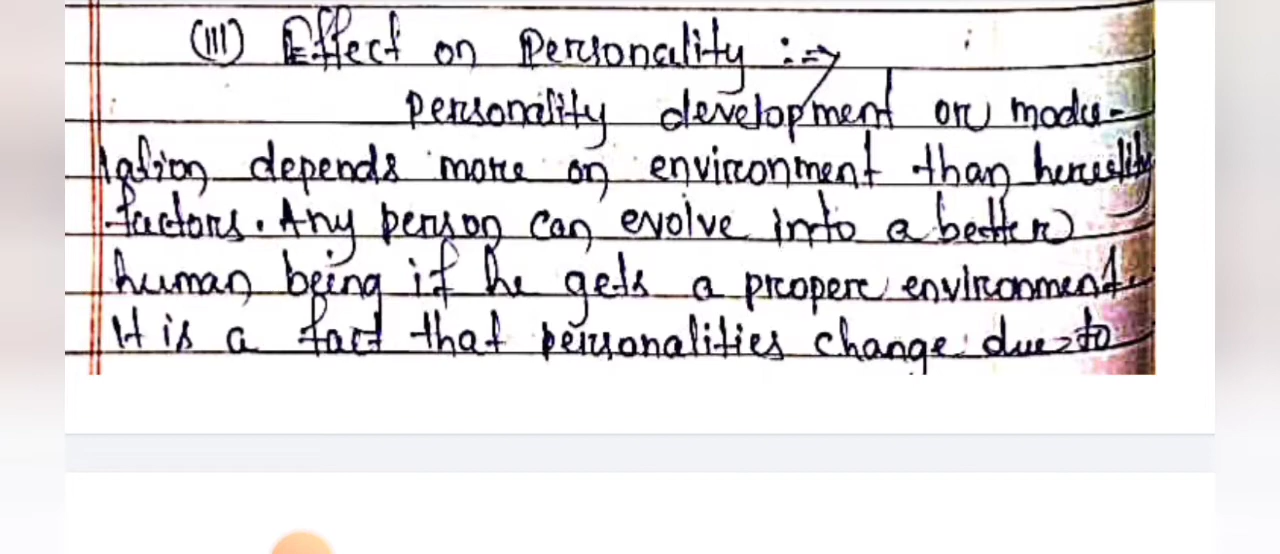 (III) Effect on Personality :⇒
Personality development or modu-
lation depends more on environment than heredity
factors. Any person can evolve into a better
human being if he gets a proper environment.
It is a fact that personalities change due to